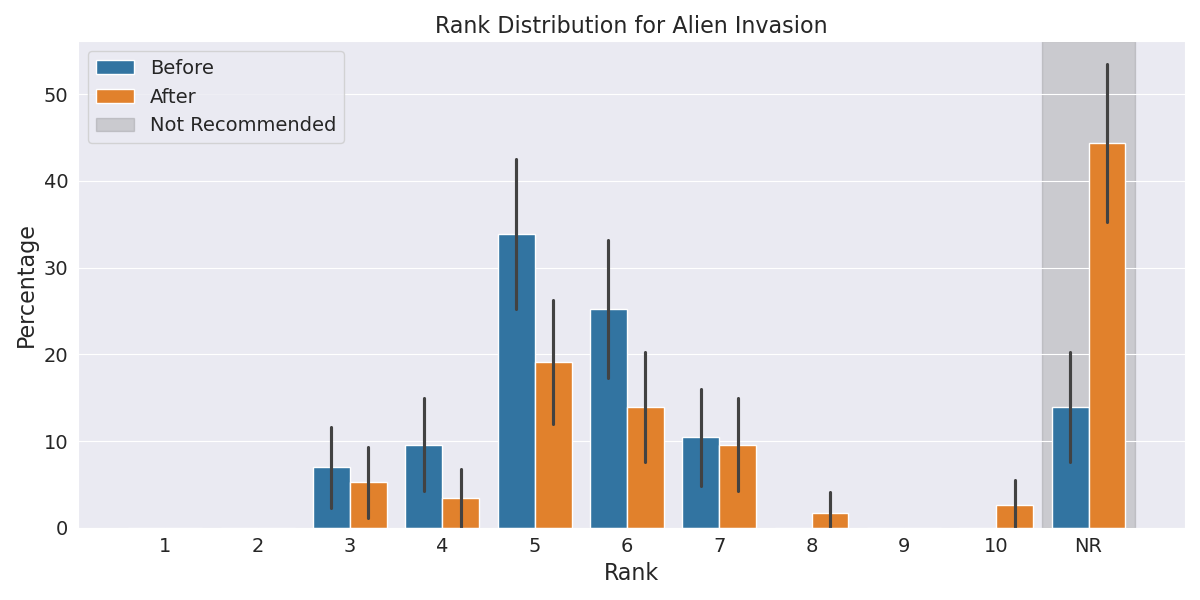 Rank Distribution for Alien Invasion
Before
After
Not Recommended
Percentage
50
40
30
20
10
0
1 2 3 4 5 6 7 8 9 10 NR
Rank